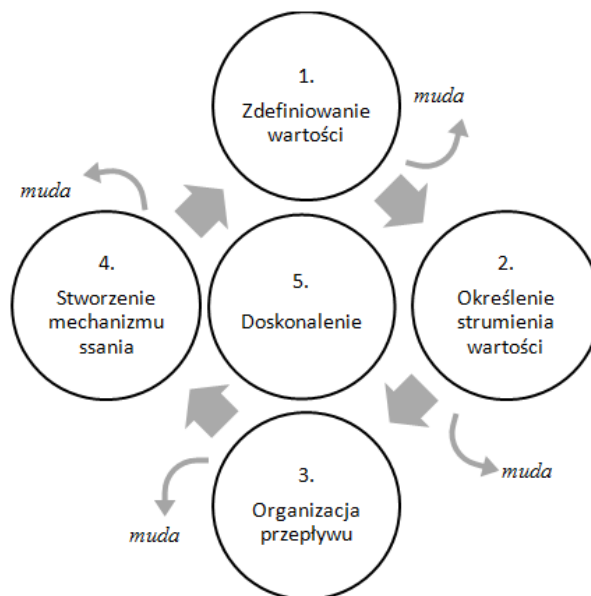 1.
Zdefiniowanie
wartości
muda
muda
4.
Stworzenie
mechanizmu
ssania
5.
Doskonalenie
2.
Określenie
strumienia
wartości
3.
Organizacja
przepływu
muda
muda